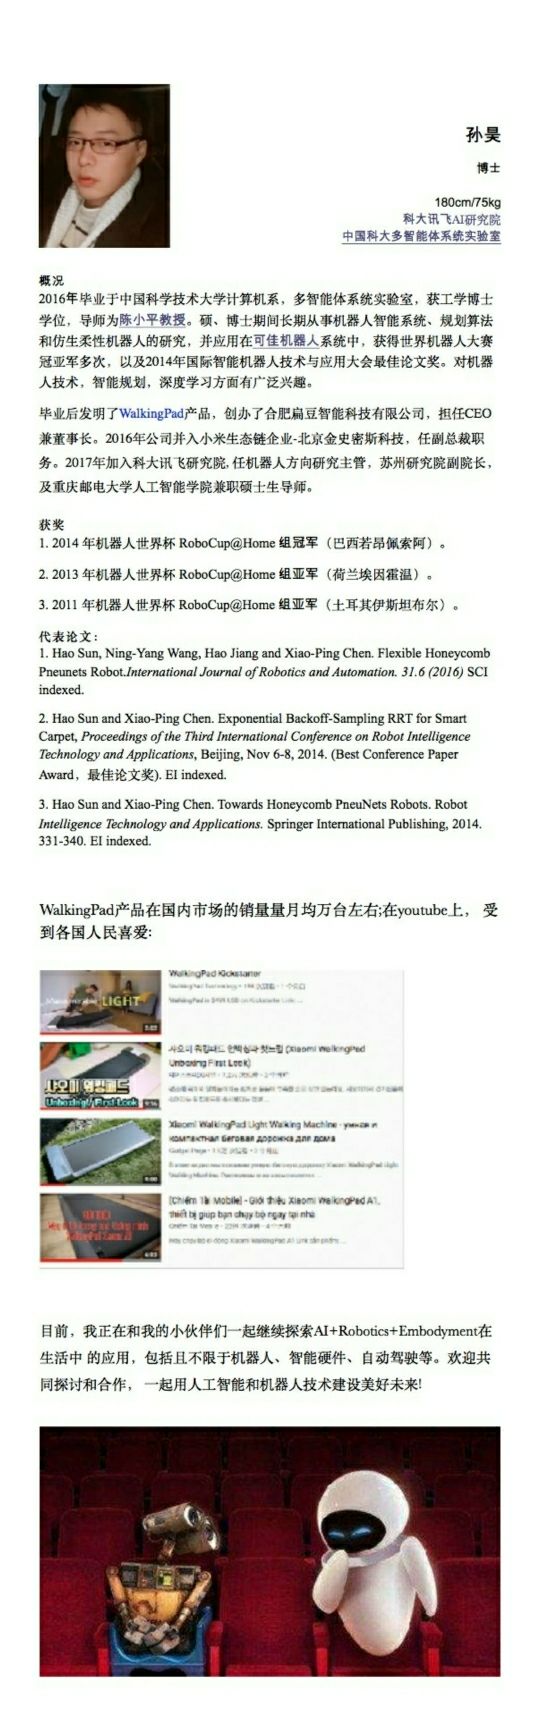 孙昊
博士
180cm/75kg
科大讯飞AI研究院
中国科大多智能体系统实验室
概况
2016年毕业于中国科学技术大学计算机系，多智能体系统实验室，获工学博士
学位，导师为陈小平教授。硕、博士期间长期从事机器人智能系统、规划算法
和仿生柔性机器人的研究，并应用在可佳机器人系统中，获得世界机器人大赛
冠亚军多次，以及2014年国际智能机器人技术与应用大会最佳论文奖。对机器
人技术，智能规划，深度学习方面有广泛兴趣。
毕业后发明了WalkingPad产品，创办了合肥扁豆智能科技有限公司，担任CEO
兼董事长。2016年公司并入小米生态链企业-北京金史密斯科技，任副总裁职
务。2017年加入科大讯飞研究院, 任机器人方向研究主管，苏州研究院副院长，
及重庆邮电大学人工智能学院兼职硕士生导师。
获奖
1. 2014 年机器人世界杯 RoboCup@Home 组冠军（巴西若昂佩索阿）。
2. 2013 年机器人世界杯 RoboCup@Home 组亚军（荷兰埃因霍温）。
3. 2011 年机器人世界杯 RoboCup@Home 组亚军（土耳其伊斯坦布尔）。
代表论文：
1. Hao Sun, Ning-Yang Wang, Hao Jiang and Xiao-Ping Chen. Flexible Honeycomb
Pneunets Robot.International Journal of Robotics and Automation. 31.6 (2016) SCI
indexed.
2. Hao Sun and Xiao-Ping Chen. Exponential Backoff-Sampling RRT for Smart
Carpet, Proceedings of the Third International Conference on Robot Intelligence
Technology and Applications, Beijing, Nov 6-8, 2014. (Best Conference Paper
Award，最佳论文奖). EI indexed.
3. Hao Sun and Xiao-Ping Chen. Towards Honeycomb PneuNets Robots. Robot
Intelligence Technology and Applications. Springer International Publishing, 2014.
331-340. EI indexed.
WalkingPad产品在国内市场的销量量月均万台左右;在youtube上， 受
到各国人民喜爱:
WalkingPad Kickstarter
LIGHT
샤오미 워킹패드 언박싱과 첫느낌 (Xiaomi WalkingPad
Unboxing First Look)
샤오미 워킹패드
Unboxing/ First Look
Xiaomi WalkingPad Light Walking Machine - умная и
компактная беговая дорожка для дома
[Chiếm Tài Mobile] - Giới thiệu Xiaomi WalkingPad A1,
thiết bị giúp bạn chạy bộ ngay tại nhà
目前，我正在和我的小伙伴们一起继续探索AI+Robotics+Embodyment在
生活中 的应用，包括且不限于机器人、智能硬件、自动驾驶等。欢迎共
同探讨和合作， 一起用人工智能和机器人技术建设美好未来!